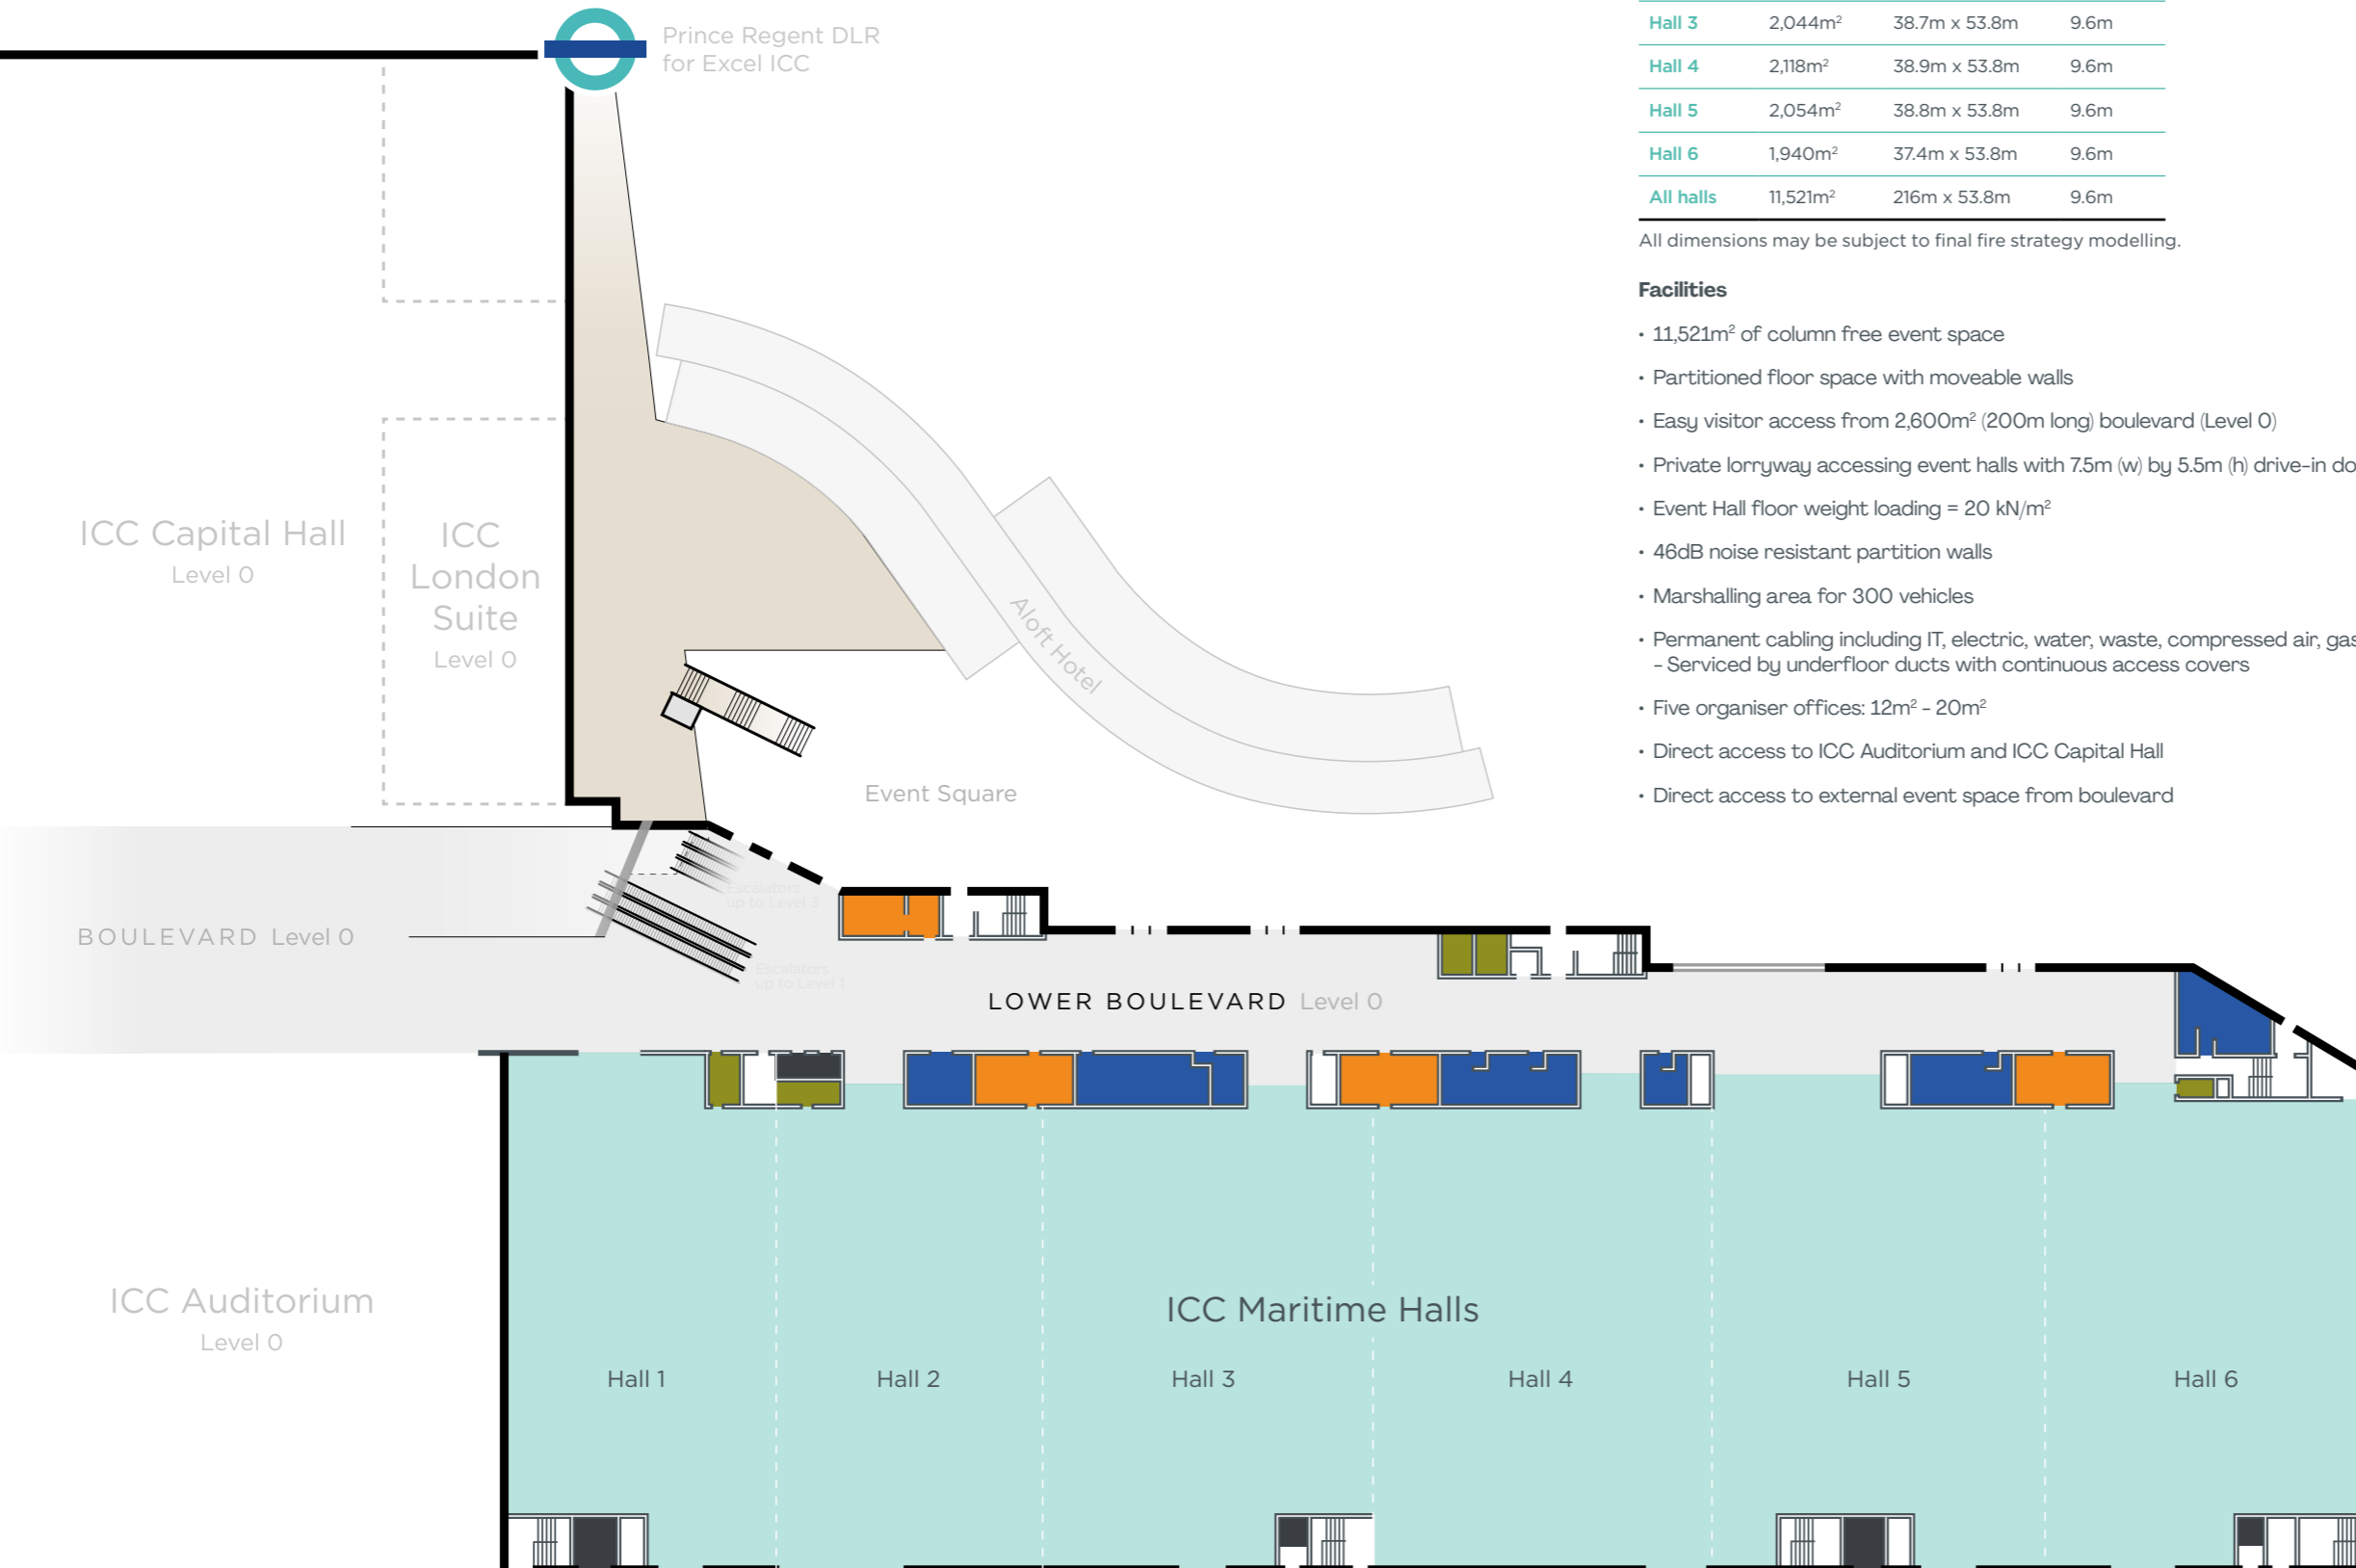 Prince Regent DLR
for Excel ICC
Hall 3 2,044m² 38.7m x 53.8m 9.6m
Hall 4 2,118m² 38.9m x 53.8m 9.6m
Hall 5 2,054m² 38.8m x 53.8m 9.6m
Hall 6 1,940m² 37.4m x 53.8m 9.6m
All halls 11,521m² 216m x 53.8m 9.6m
All dimensions may be subject to final fire strategy modelling.
Facilities
• 11,521m² of column free event space
• Partitioned floor space with moveable walls
• Easy visitor access from 2,600m² (200m long) boulevard (Level 0)
• Private lorryway accessing event halls with 7.5m (w) by 5.5m (h) drive-in do
• Event Hall floor weight loading = 20 kN/m²
• 46dB noise resistant partition walls
• Marshalling area for 300 vehicles
• Permanent cabling including IT, electric, water, waste, compressed air, gas
- Serviced by underfloor ducts with continuous access covers
• Five organiser offices: 12m² - 20m²
• Direct access to ICC Auditorium and ICC Capital Hall
• Direct access to external event space from boulevard
ICC Capital Hall
Level 0
ICC
London
Suite
Level 0
Aloft Hotel
Event Square
Escalators
up to Level 3
BOULEVARD Level 0
Escalators
up to Level 1
LOWER BOULEVARD Level 0
ICC Auditorium
Level 0
ICC Maritime Halls
Hall 1
Hall 2
Hall 3
Hall 4
Hall 5
Hall 6